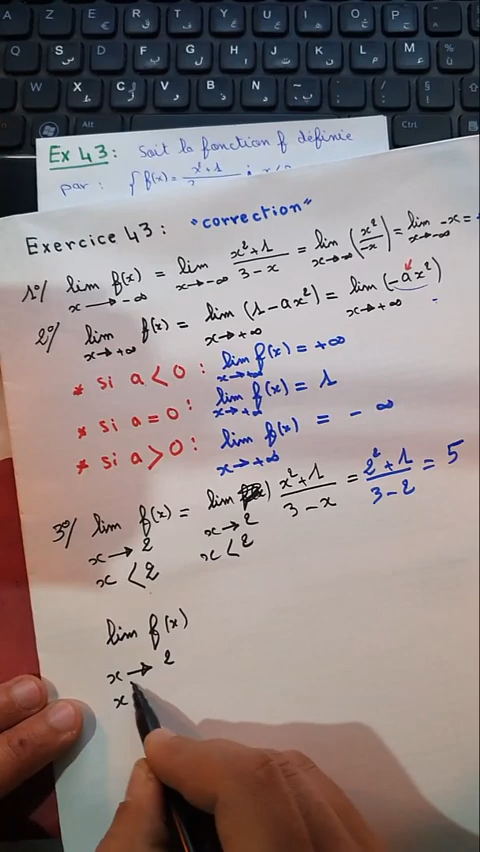 A Z E R T Y U I O P
Q S D F G H J K L M ù
W X C V B N
Alt
Ctrl
Ex 43: Soit la fonction f définie
par : { f(x) = x²+1
Exercice 43: "correction"
1°/ lim f(x) = lim x²+1 / 3-x = lim (x²/-x) = lim -x =
x→-∞ x→-∞ x→-∞ x→-∞
2°/ lim f(x) = lim (1-ax²) = lim (-ax²)
x→+∞ x→+∞ x→+∞
* si a<0: lim f(x) = +∞
x→+∞
* si a=0: lim f(x) = 1
x→+∞
* si a>0: lim f(x) = -∞
x→+∞
3°/ lim f(x) = lim x²+1 / 3-x = 2²+1 / 3-2 = 5
x→2 x→2
x<2 x<2
lim f(x)
x→2
x